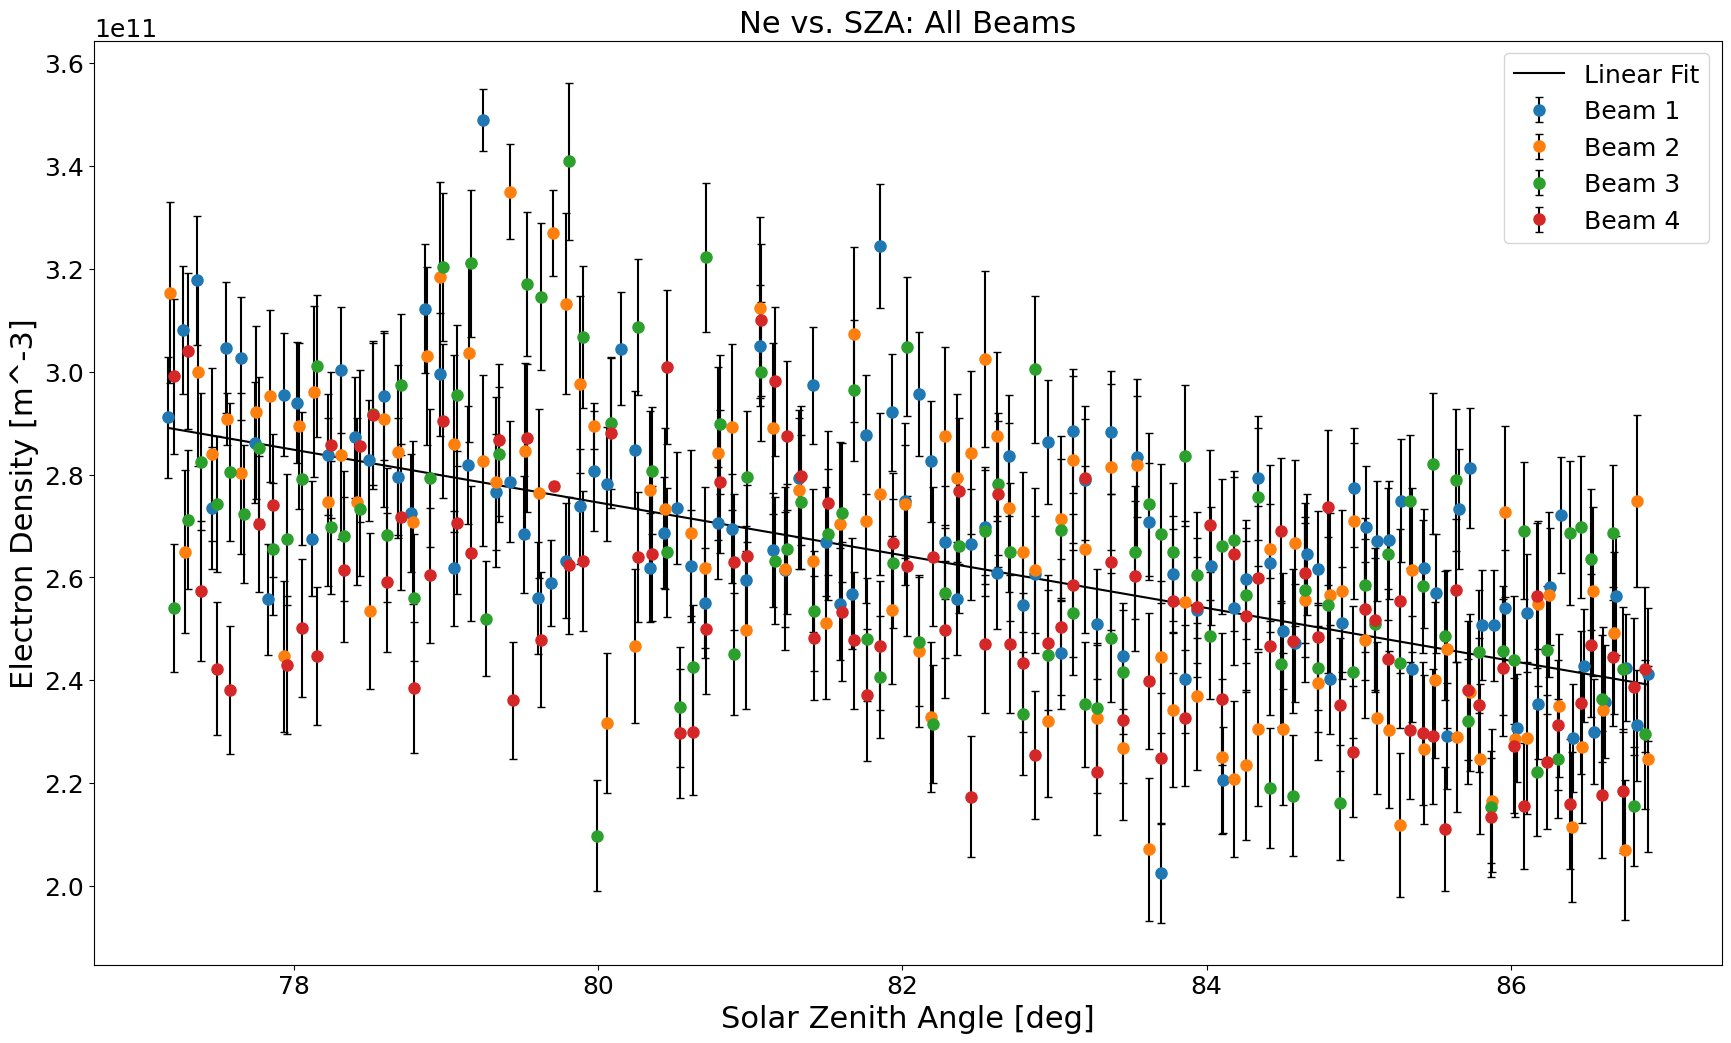 Ne vs. SZA: All Beams
1e11
3.6
3.4
3.2
3.0
2.8
2.6
2.4
2.2
2.0
Electron Density [m^-3]
Linear Fit
Beam 1
Beam 2
Beam 3
Beam 4
78 80 82 84 86
Solar Zenith Angle [deg]